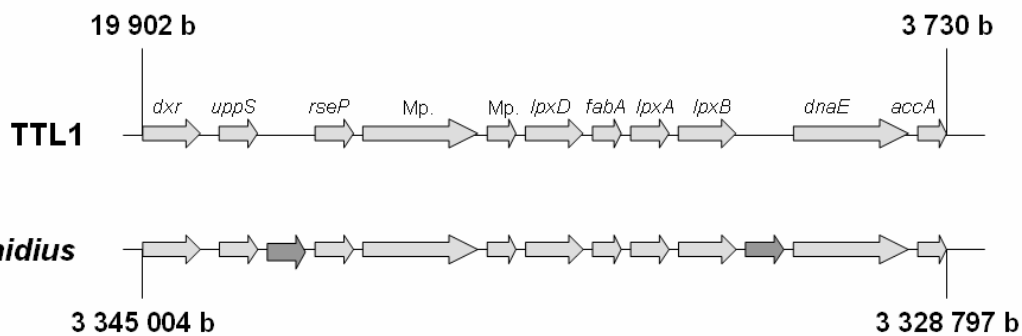 19 902 b 3 730 b
dxr uppS rseP Mp. Mp. lpxD fabA lpxA lpxB dnaE accA
TTL1
3 345 004 b 3 328 797 b